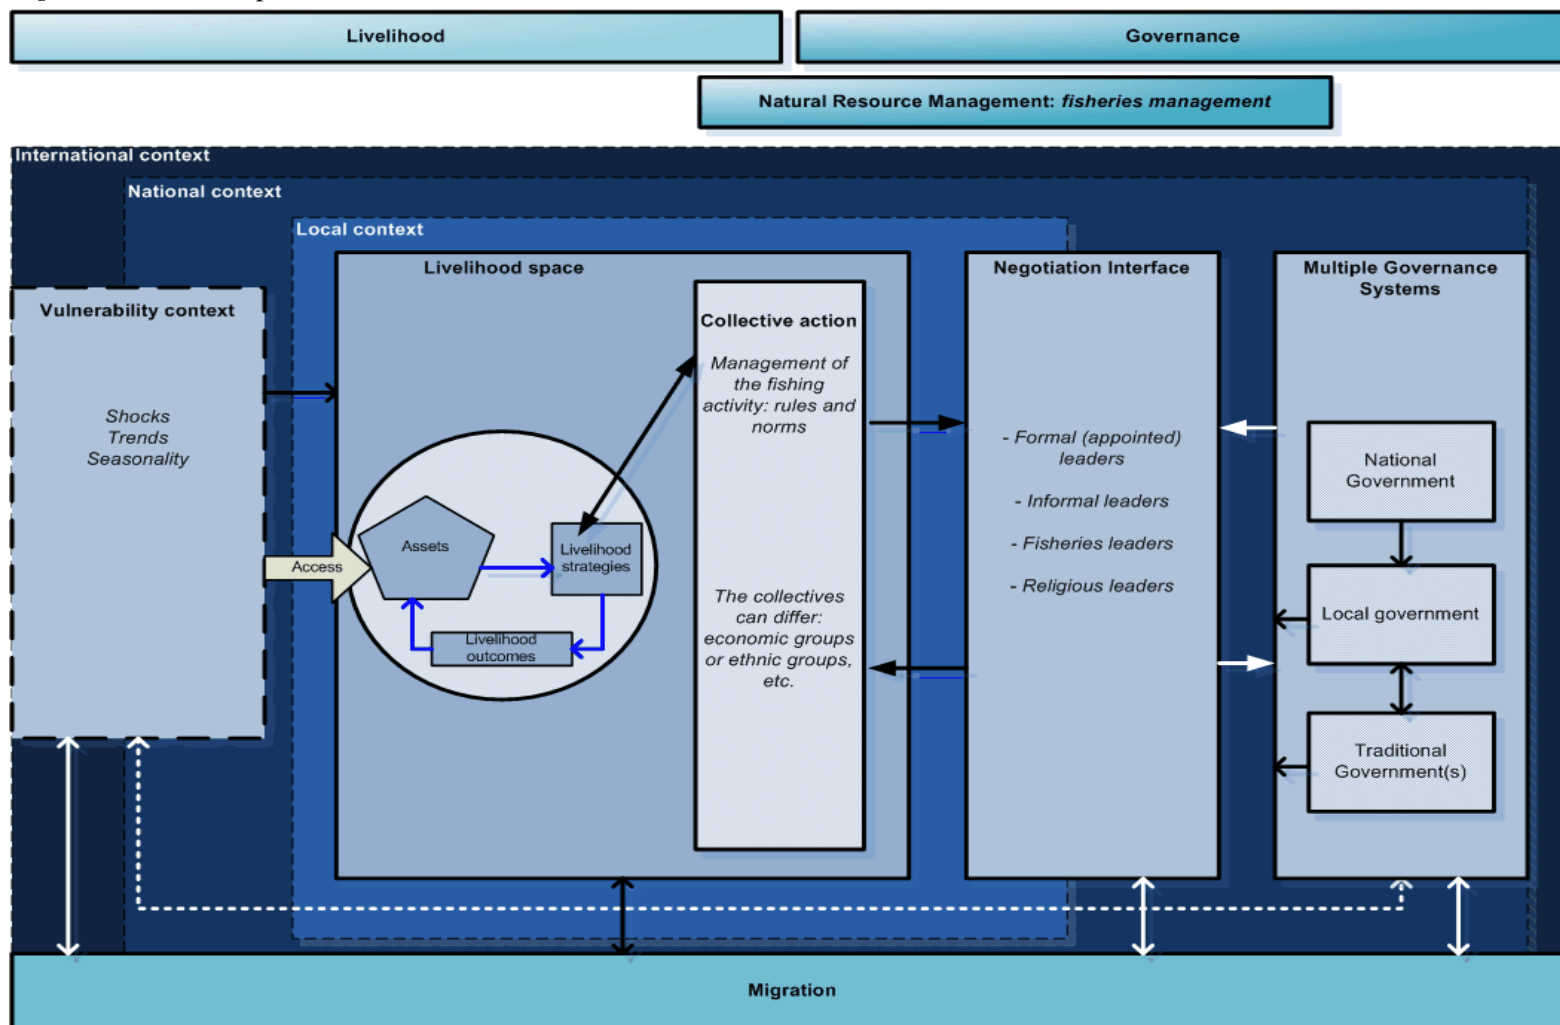 Livelihood
Governance
Natural Resource Management: fisheries management
International context
National context
Local context
Vulnerability context
Shocks
Trends
Seasonality
Access
Livelihood space
Assets
Livelihood
strategies
Livelihood
outcomes
Collective action
Management of
the fishing
activity: rules and
norms
The collectives
can differ:
economic groups
or ethnic groups,
etc.
Negotiation Interface
- Formal (appointed)
leaders
- Informal leaders
- Fisheries leaders
- Religious leaders
Multiple Governance
Systems
National
Government
Local government
Traditional
Government(s)
Migration